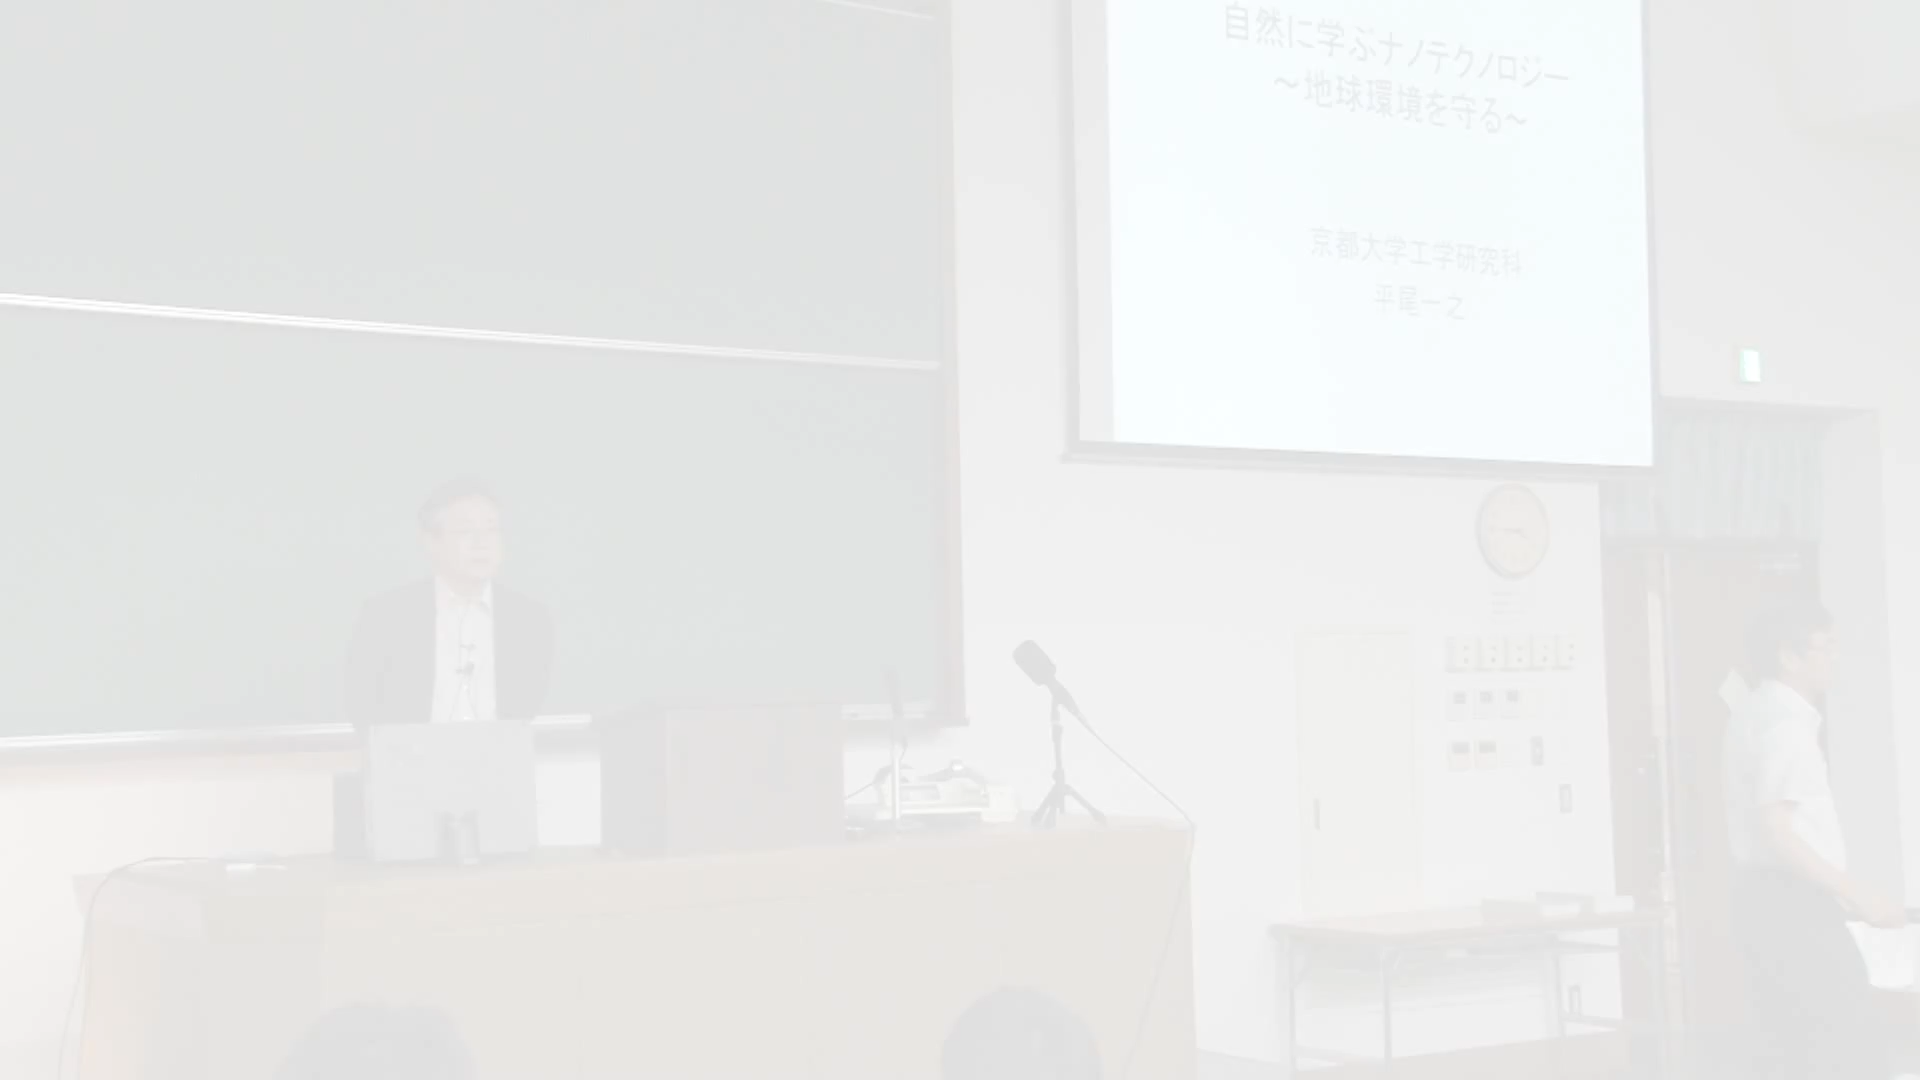 自然に学ぶナノテクノロジー
～地球環境を守る～
京都大学工学研究科
平尾一之